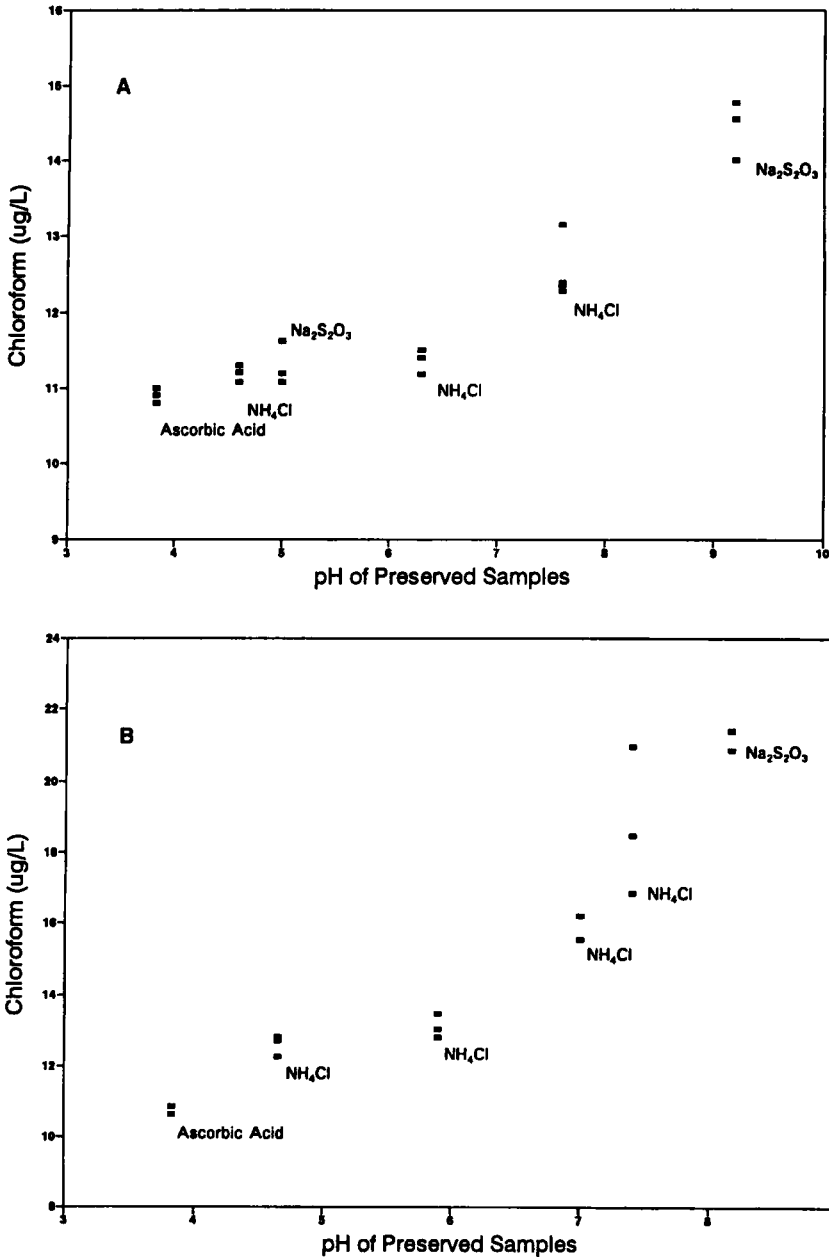 16
15
14
13
12
11
10
9
A
Chloroform (ug/L)
Na₂S₂O₃
NH₄Cl
Na₂S₂O₃
NH₄Cl
NH₄Cl
Ascorbic Acid
3 4 5 6 7 8 9 10
pH of Preserved Samples
24
22
20
18
16
14
12
10
8
B
Chloroform (ug/L)
Na₂S₂O₃
NH₄Cl
NH₄Cl
NH₄Cl
NH₄Cl
Ascorbic Acid
3 4 5 6 7 8
pH of Preserved Samples